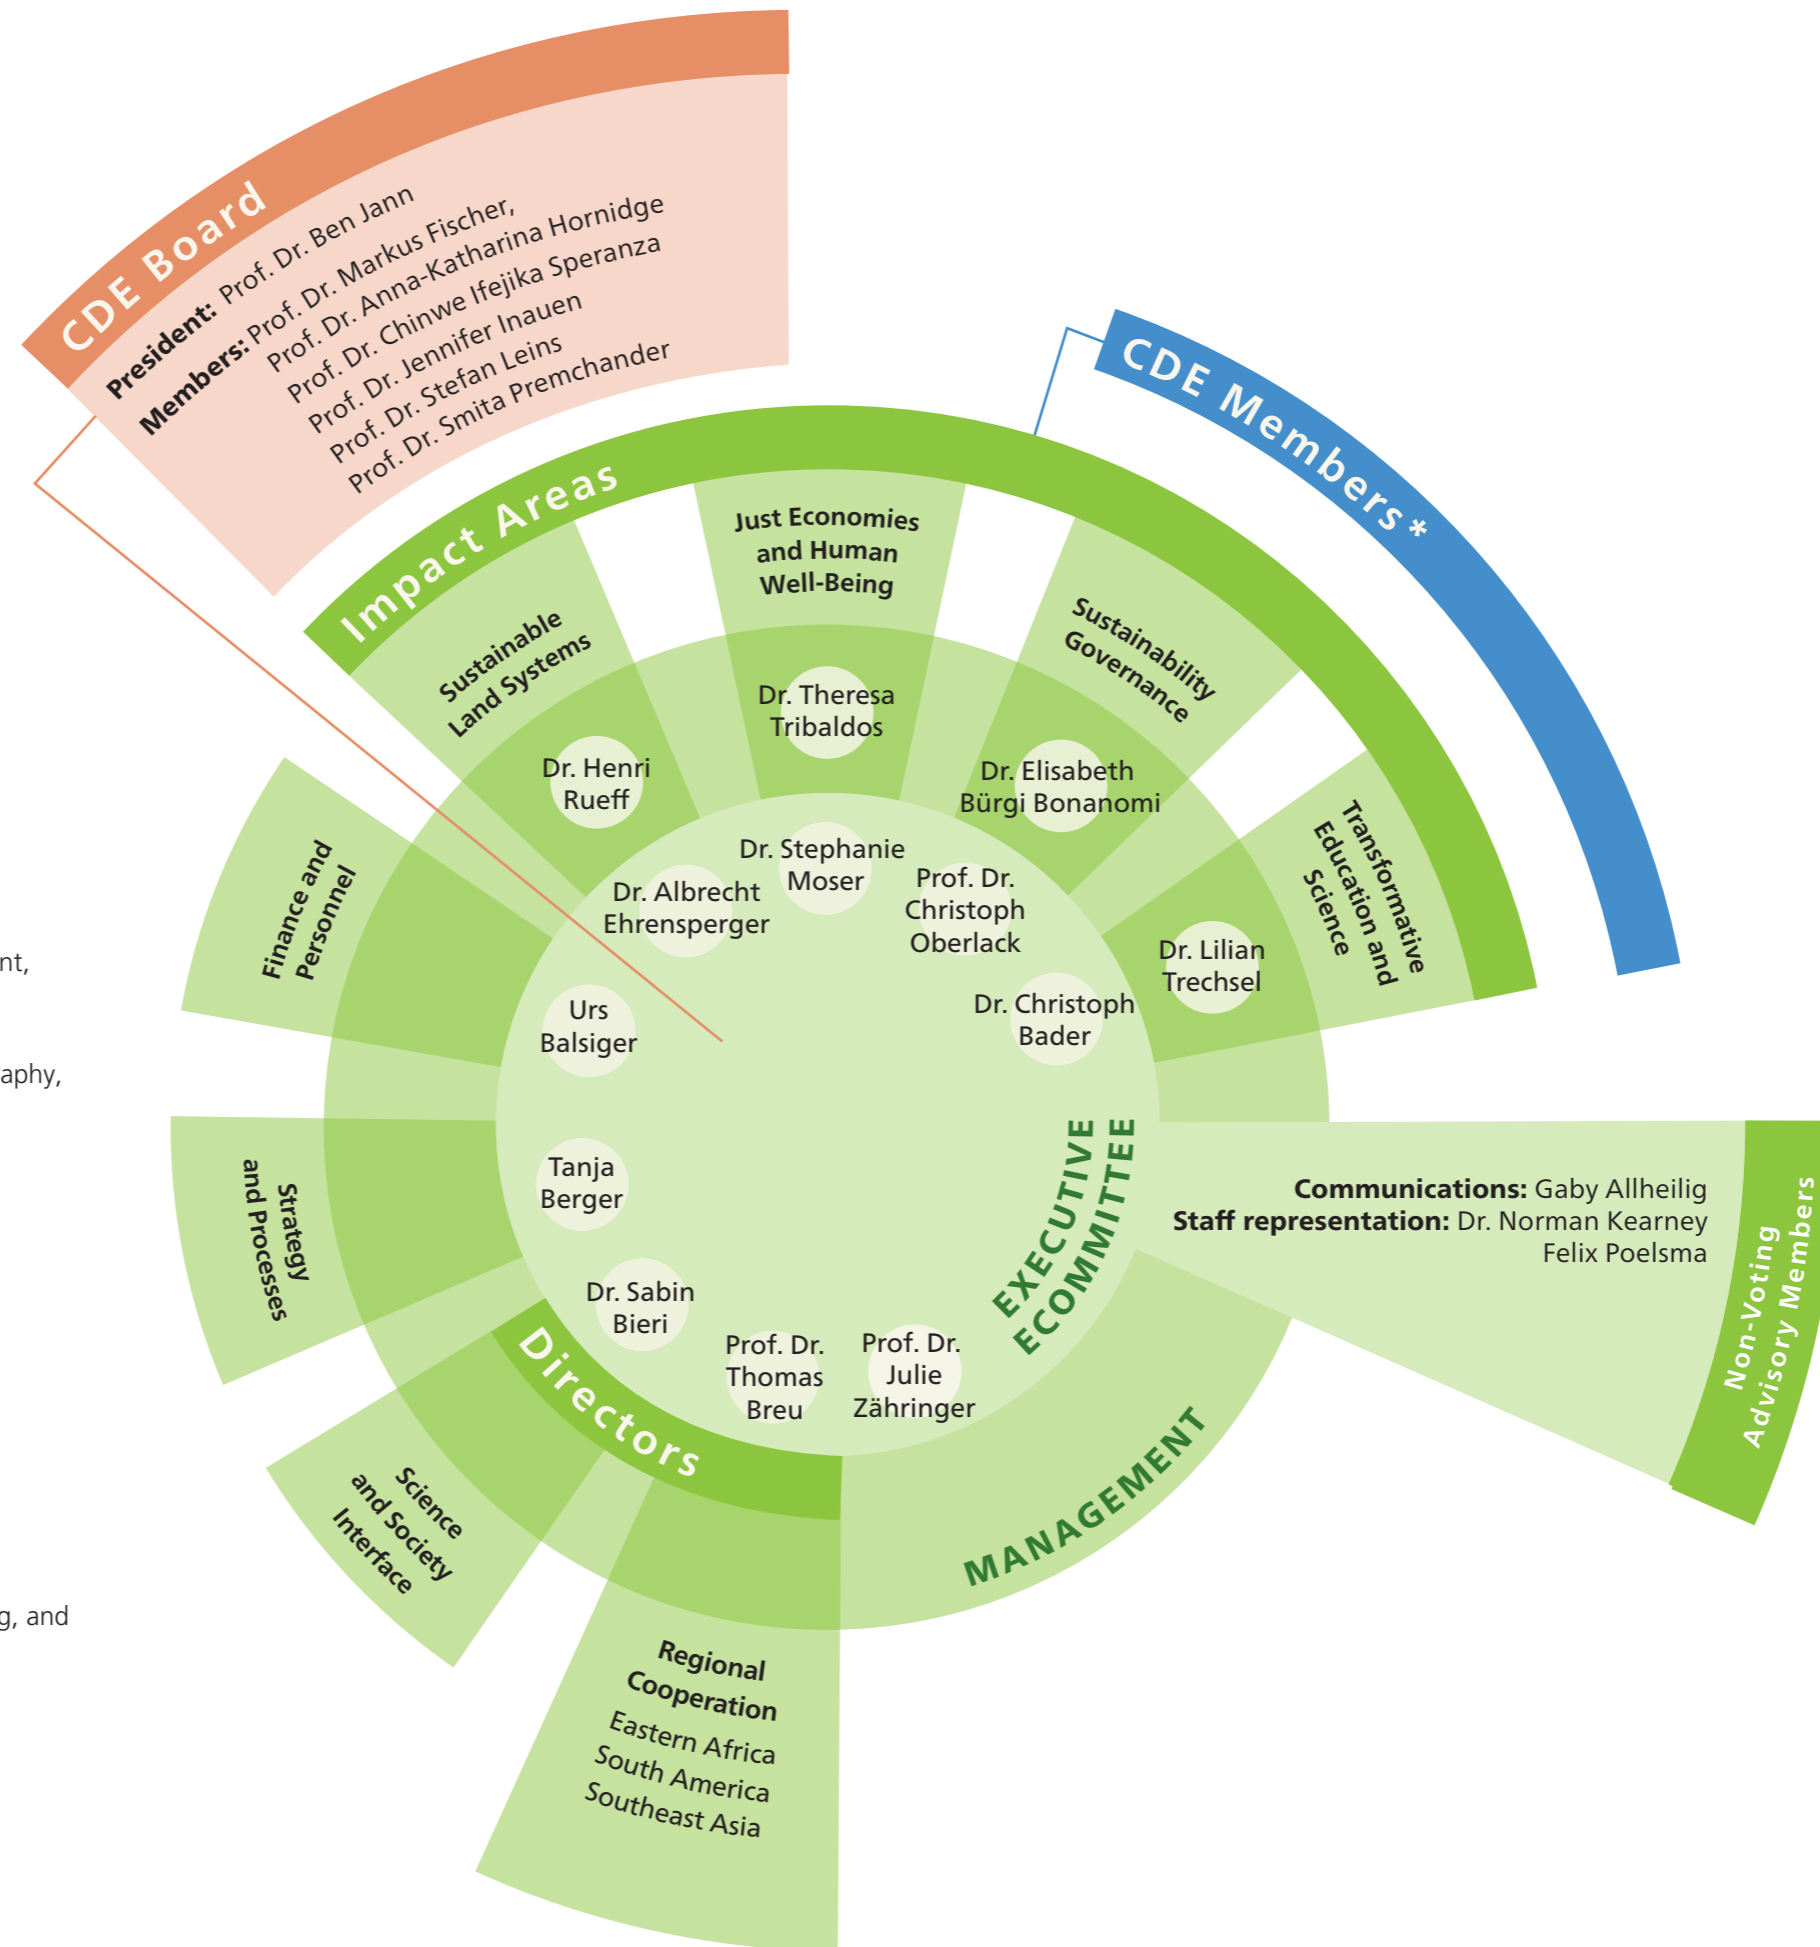 CDE Board
President: Prof. Dr. Ben Jann
Members: Prof. Dr. Markus Fischer,
Prof. Dr. Anna-Katharina Hornidge
Prof. Dr. Chinwe Ifejika Speranza
Prof. Dr. Jennifer Inauen
Prof. Dr. Stefan Leins
Prof. Dr. Smita Premchander
CDE Members*
Impact Areas
Sustainable
Land Systems
Just Economies
and Human
Well-Being
Sustainability
Governance
Transformative
Education and
Science
Dr. Henri
Rueff
Dr. Theresa
Tribaldos
Dr. Elisabeth
Bürgi Bonanomi
Dr. Lilian
Trechsel
Dr. Albrecht
Ehrensperger
Dr. Stephanie
Moser
Prof. Dr.
Christoph
Oberlack
Dr. Christoph
Bader
Finance and
Personnel
Urs
Balsiger
Strategy
and Processes
Tanja
Berger
Dr. Sabin
Bieri
Prof. Dr.
Thomas
Breu
Prof. Dr.
Julie
Zähringer
EXECUTIVE
ECOMMITTEE
Communications: Gaby Allheilig
Staff representation: Dr. Norman Kearney
Felix Poelsma
Non-Voting
Advisory Members
Directors
MANAGEMENT
Science
and Society
Interface
Regional
Cooperation
Eastern Africa
South America
Southeast Asia
nt,
aphy,
g, and